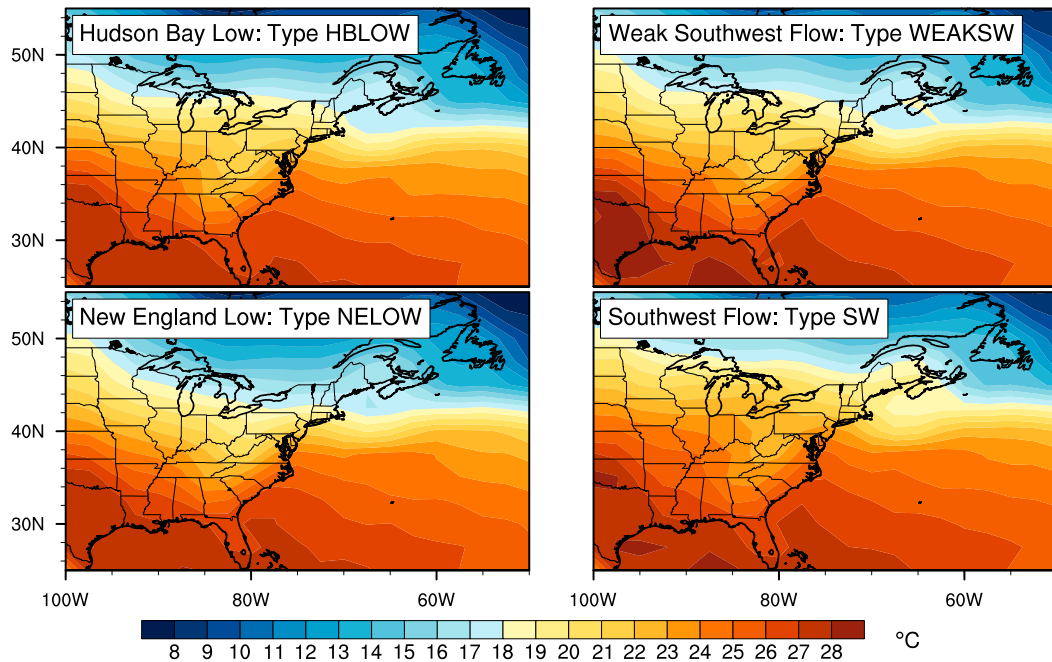 Hudson Bay Low: Type HBLOW
Weak Southwest Flow: Type WEAKSW
50N
40N
30N
New England Low: Type NELOW
Southwest Flow: Type SW
50N
40N
30N
100W 80W 60W 100W 80W 60W
8 9 10 11 12 13 14 16 15 17 18 19 20 21 22 23 24 25 26 27 28 °C